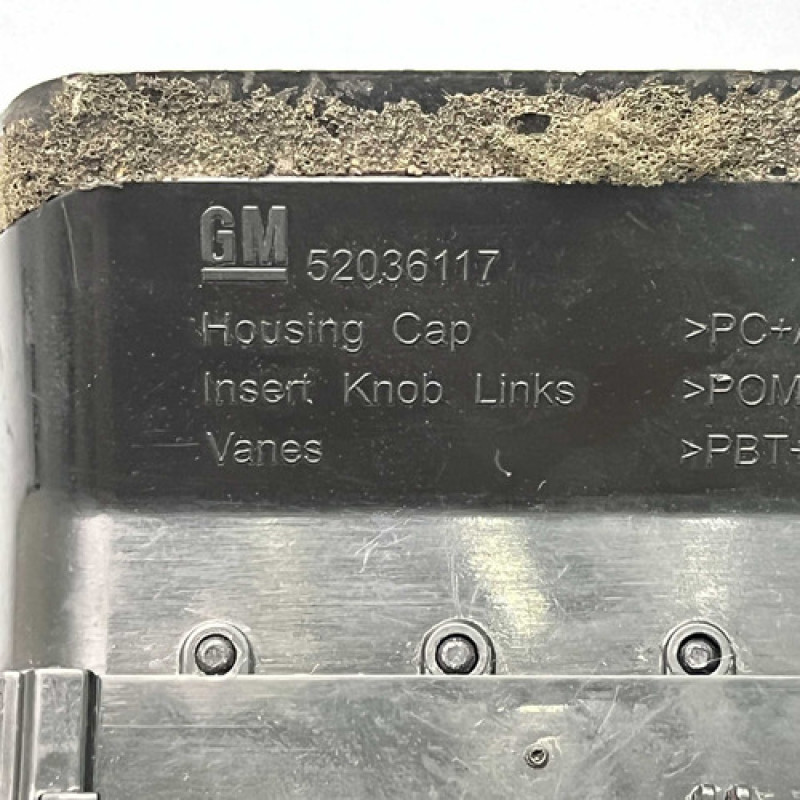 GM 52036117
Housing Cap >PC+A
Insert Knob Links >POM
Vanes >PBT+